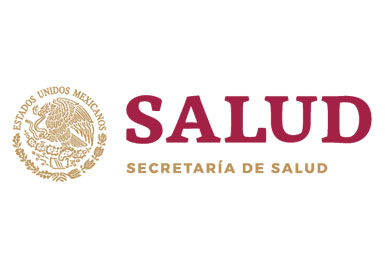 ESTADOS UNIDOS MEXICANOS
SALUD
SECRETARÍA DE SALUD